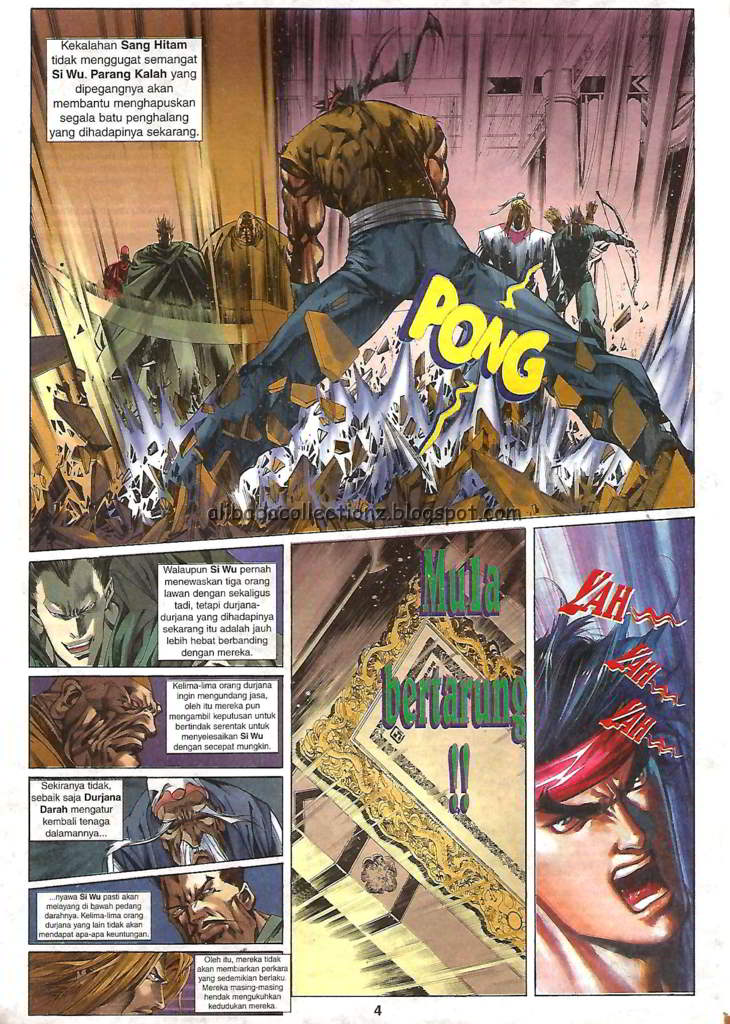 Kekalahan Sang Hitam
tidak menggugat semangat
Si Wu. Parang Kalah yang
dipegangnya akan
membantu menghapuskan
segala batu penghalang
yang dihadapinya sekarang.
PONG
alibagacollectionz.blogspot.com
Walaupun Si Wu pernah
menewaskan tiga orang
lawan dengan sekaligus
tadi, tetapi durjana-
durjana yang dihadapinya
sekarang itu adalah jauh
lebih hebat berbanding
dengan mereka.
Kelima-lima orang durjana
ingin mengundang jasa,
oleh itu mereka pun
mengambil keputusan untuk
bertindak serentak untuk
menyelesaikan Si Wu
dengan secepat mungkin.
Sekiranya tidak,
sebaik saja Durjana
Darah mengatur
kembali tenaga
dalamannya...
...nyawa Si Wu pasti akan
melayang di bawah pedang
darahnya. Kelima-lima orang
durjana yang lain tidak akan
mendapat apa-apa keuntungan.
Oleh itu, mereka tidak
akan membiarkan perkara
yang sedemikian berlaku.
Mereka masing-masing
hendak mengukuhkan
kedudukan mereka.
Mula
bertarung
!!
YAH
YAH
YAH
4